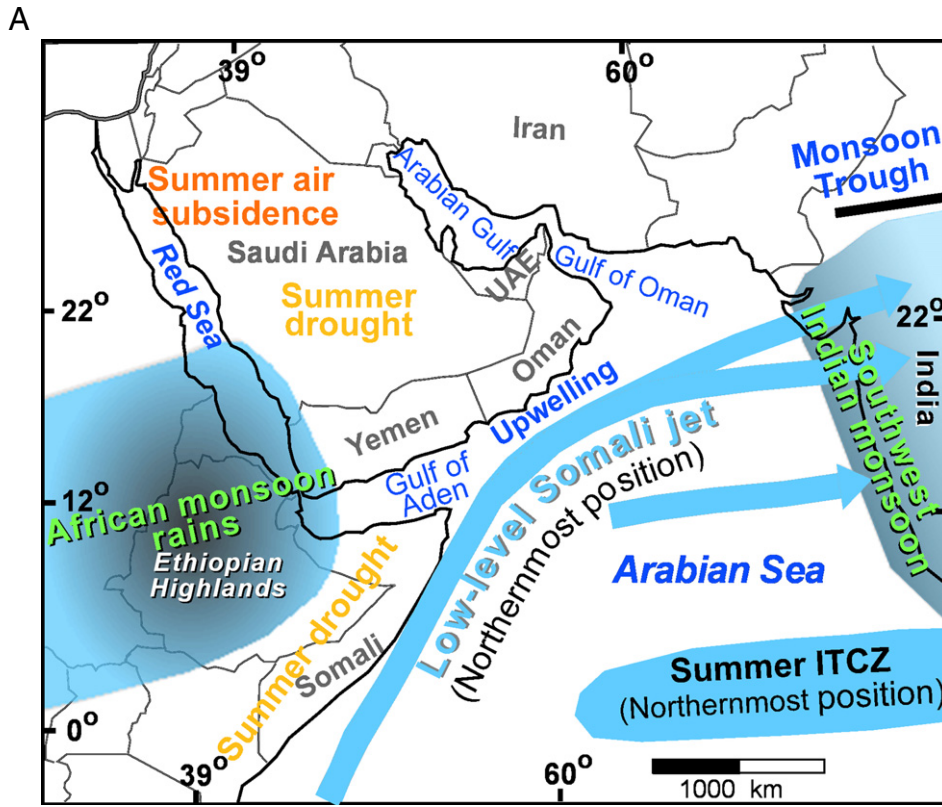 A
39°
60°
Iran
Monsoon
Trough
Summer air
subsidence
Arabian Gulf
Saudi Arabia
UAE
Gulf of Oman
Red Sea
Summer
drought
22°
22°
Oman
Southwest
Indian monsoon
India
Upwelling
Yemen
Gulf of
Aden
Low-level Somali jet
(Northernmost position)
12°
African monsoon
rains
Ethiopian
Highlands
Arabian Sea
Summer drought
Somali
Summer ITCZ
(Northernmost position)
0°
39°
60°
1000 km